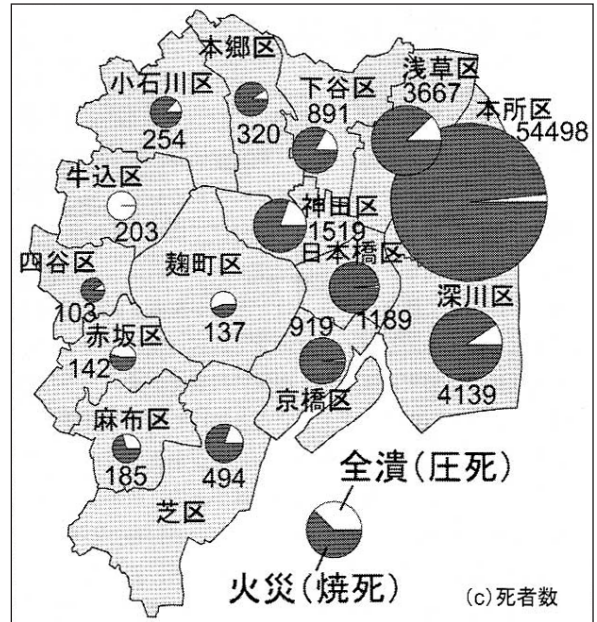 本郷区
320
小石川区
254
下谷区
891
浅草区
3667
本所区
54498
牛込区
203
神田区
1519
四谷区
103
麹町区
137
日本橋区
1189
深川区
4139
赤坂区
142
919
京橋区
麻布区
185
494
芝区
全潰(圧死)
火災(焼死)
(c)死者数